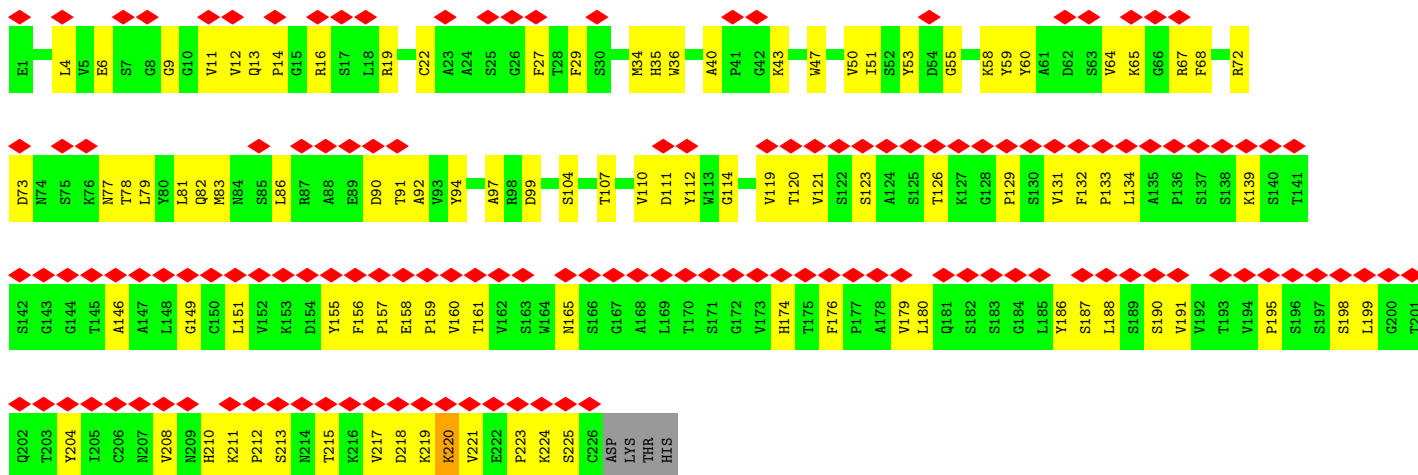 E1 L4 V5 E6 S7 G8 G9 G10 V11 V12 Q13 P14 G15 R16 S17 L18 R19 C22 A23 A24 S25 G26 F27 T28 F29 S30 M34 H35 W36 A40 P41 G42 K43 W47 V50 I51 S52 Y53 D54 G55 K58 Y59 Y60 A61 D62 S63 V64 K65 G66 R67 F68 R72
D73 N74 S75 K76 N77 T78 L79 Y80 L81 Q82 M83 N84 S85 L86 R87 A88 E89 D90 T91 A92 V93 Y94 A97 R98 D99 S104 T107 V110 D111 Y112 W113 G114 V119 T120 V121 S122 S123 A124 S125 T126 K127 G128 P129 S130 V131 F132 P133 L134 A135 P136 S137 S138 K139 S140 T141
S142 G143 G144 T145 A146 A147 L148 G149 C150 L151 V152 K153 D154 Y155 F156 P157 E158 P159 V160 T161 V162 S163 W164 N165 S166 G167 A168 L169 T170 S171 G172 V173 H174 T175 F176 P177 A178 V179 L180 Q181 S182 S183 G184 L185 Y186 S187 L188 S189 S190 V191 V192 T193 V194 P195 S196 S197 S198 L199 G200 T201
Q202 T203 Y204 I205 C206 N207 V208 N209 H210 K211 P212 S213 N214 T215 K216 V217 D218 K219 K220 V221 E222 P223 K224 S225 C226 ASP LYS THR HIS